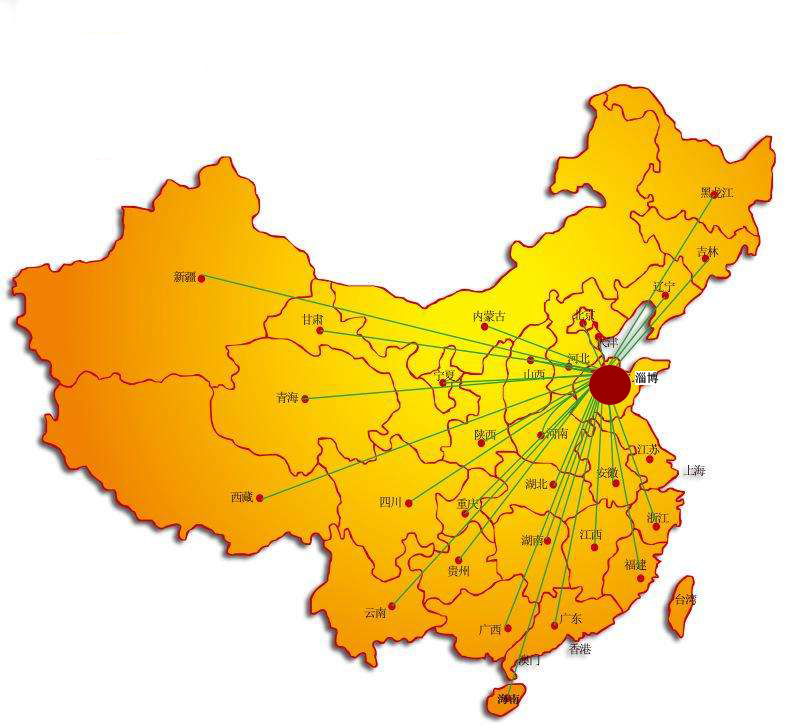 黑龙江
吉林
新疆
辽宁
甘肃
内蒙古
北京
天津
河北
宁夏
山西
淄博
青海
陕西
河南
江苏
上海
安徽
湖北
西藏
四川
重庆
浙江
湖南
江西
福建
贵州
台湾
云南
广西
广东
香港
澳门
海南